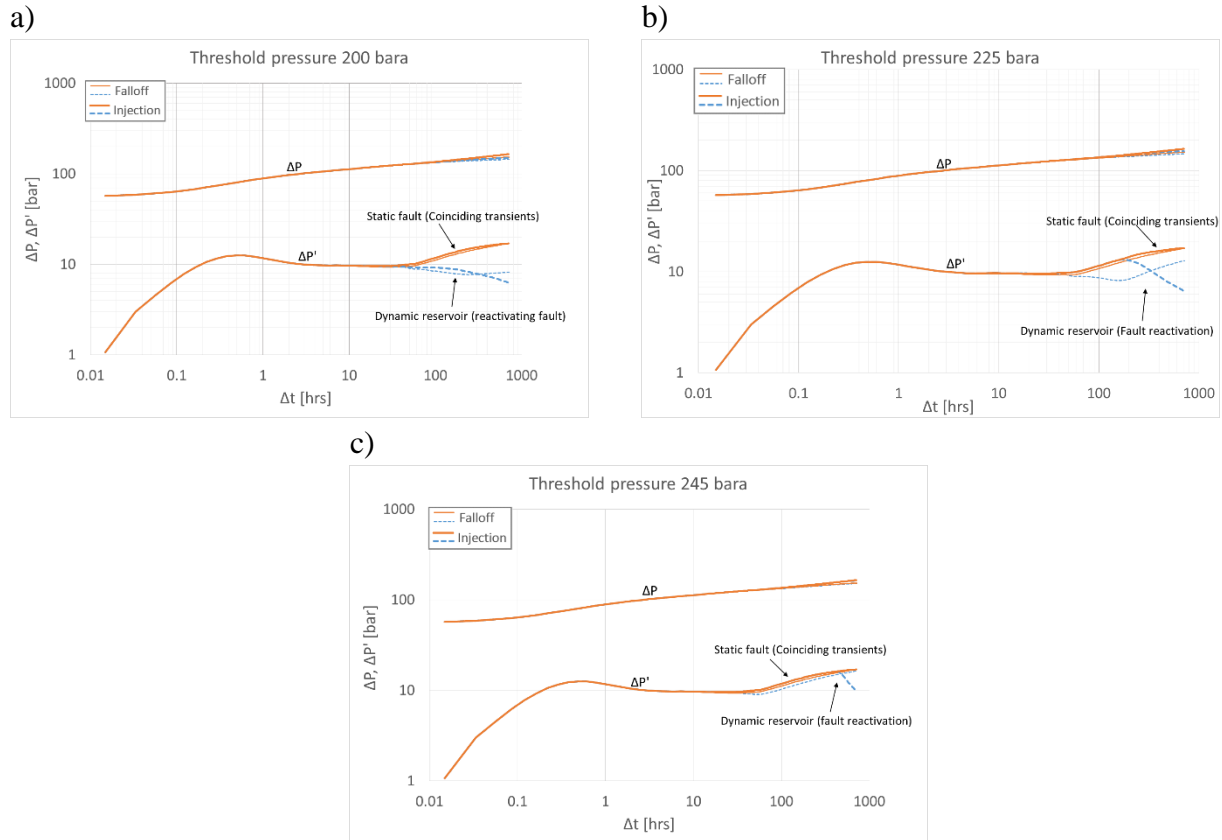 a)
Threshold pressure 200 bara
Falloff
Injection
ΔP, ΔP' [bar]
1000
100
10
1
ΔP
Static fault (Coinciding transients)
ΔP'
Dynamic reservoir (reactivating fault)
0.01 0.1 1 10 100 1000
Δt [hrs]
b)
Threshold pressure 225 bara
Falloff
Injection
ΔP, ΔP' [bar]
1000
100
10
1
ΔP
Static fault (Coinciding transients)
ΔP'
Dynamic reservoir (Fault reactivation)
0.01 0.1 1 10 100 1000
Δt [hrs]
c)
Threshold pressure 245 bara
Falloff
Injection
ΔP, ΔP' [bar]
1000
100
10
1
ΔP
Static fault (Coinciding transients)
ΔP'
Dynamic reservoir (fault reactivation)
0.01 0.1 1 10 100 1000
Δt [hrs]